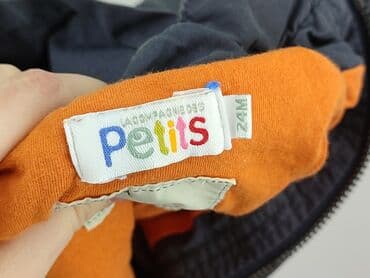 LA COMPAGNIE DES
Petits
24M